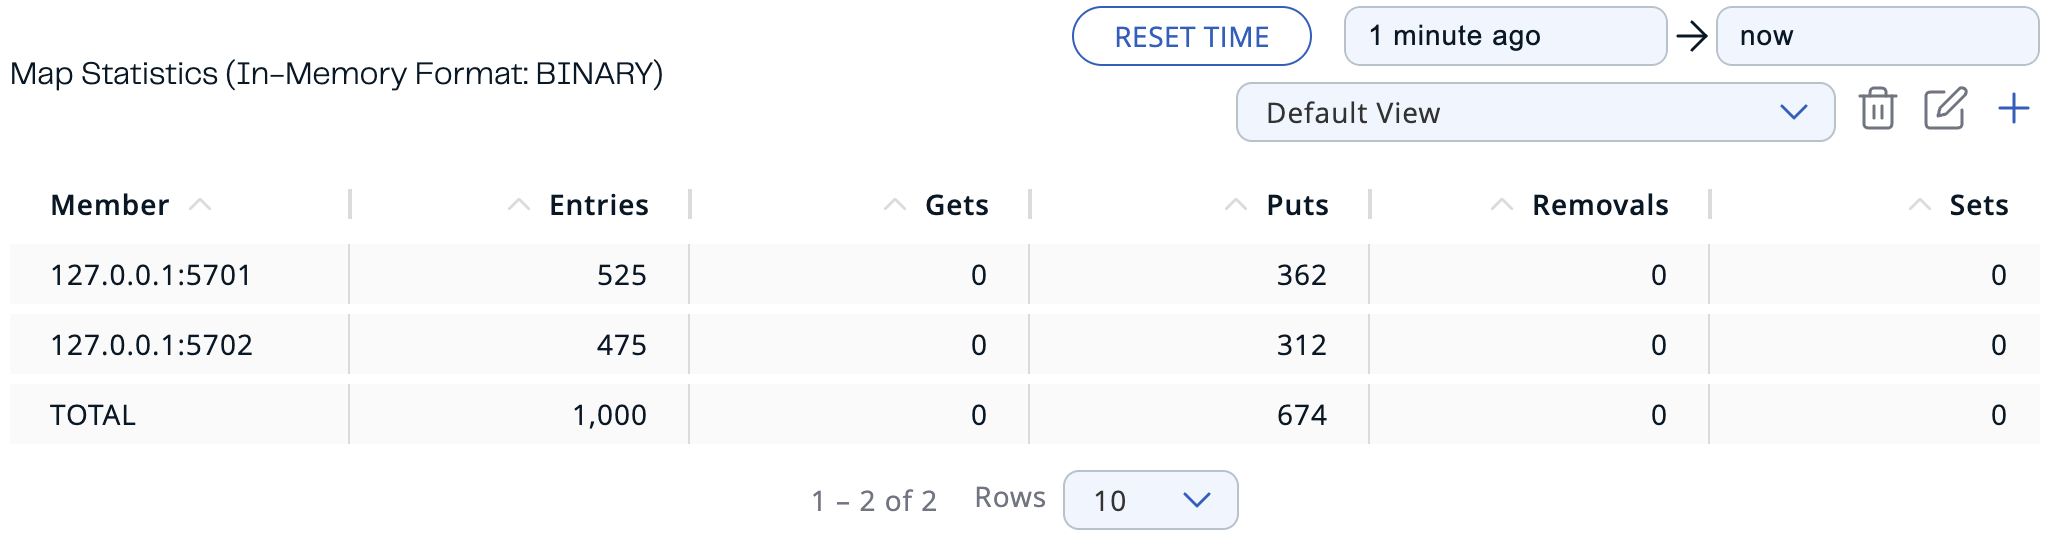 RESET TIME 1 minute ago → now
Map Statistics (In-Memory Format: BINARY)
Default View
Member Entries Gets Puts Removals Sets
127.0.0.1:5701 525 0 362 0 0
127.0.0.1:5702 475 0 312 0 0
TOTAL 1,000 0 674 0 0
1 – 2 of 2 Rows 10